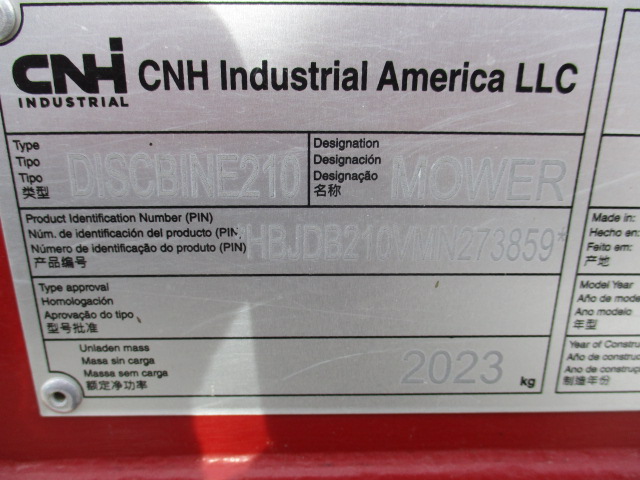 CNH
INDUSTRIAL
CNH Industrial America LLC
Type
Tipo
Tipo
类型
DISCBINE210
Designation
Designación
Designação
名称
MOWER
Product Identification Number (PIN)
Núm. de identificación del producto (PIN)
Número de identificação do produto (PIN)
产品编号
HBJDB210VMN273859*
Made in:
Hecho en:
Feito em:
产地
Type approval
Homologación
Aprovação do tipo
型号批准
Model Year
Año de mode
Ano modelo
年型
Unladen mass
Masa sin carga
Massa sem carga
额定净功率
2023 kg
Year of Constru
Año de construc
Ano de construç
制造年份